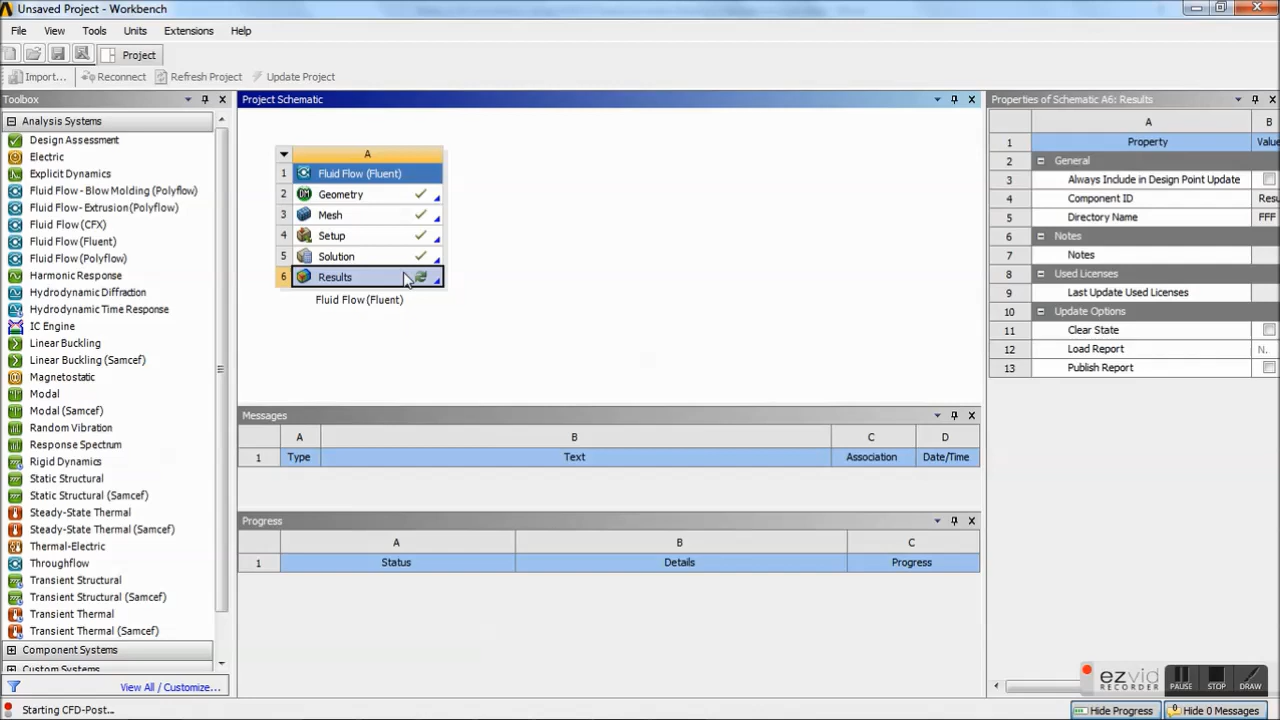 Unsaved Project - Workbench
File View Tools Units Extensions Help
Project
Import... Reconnect Refresh Project Update Project
Toolbox
Analysis Systems
Design Assessment
Electric
Explicit Dynamics
Fluid Flow - Blow Molding (Polyflow)
Fluid Flow- Extrusion (Polyflow)
Fluid Flow (CFX)
Fluid Flow (Fluent)
Fluid Flow (Polyflow)
Harmonic Response
Hydrodynamic Diffraction
Hydrodynamic Time Response
IC Engine
Linear Buckling
Linear Buckling (Samcef)
Magnetostatic
Modal
Modal (Samcef)
Random Vibration
Response Spectrum
Rigid Dynamics
Static Structural
Static Structural (Samcef)
Steady-State Thermal
Steady-State Thermal (Samcef)
Thermal-Electric
Throughflow
Transient Structural
Transient Structural (Samcef)
Transient Thermal
Transient Thermal (Samcef)
Component Systems
Custom Systems
View All / Customize...
Starting CFD-Post...
Project Schematic
A
1 Fluid Flow (Fluent)
2 Geometry
3 Mesh
4 Setup
5 Solution
6 Results
Fluid Flow (Fluent)
Messages
A B C D
1 Type Text Association Date/Time
Progress
A B C
1 Status Details Progress
Properties of Schematic A6: Results
A B
1 Property Value
2 General
3 Always Include in Design Point Update
4 Component ID Resu
5 Directory Name FFF
6 Notes
7 Notes
8 Used Licenses
9 Last Update Used Licenses
10 Update Options
11 Clear State
12 Load Report N.
13 Publish Report
ezvid
RECORDER
PAUSE STOP DRAW
Hide Progress Hide 0 Messages